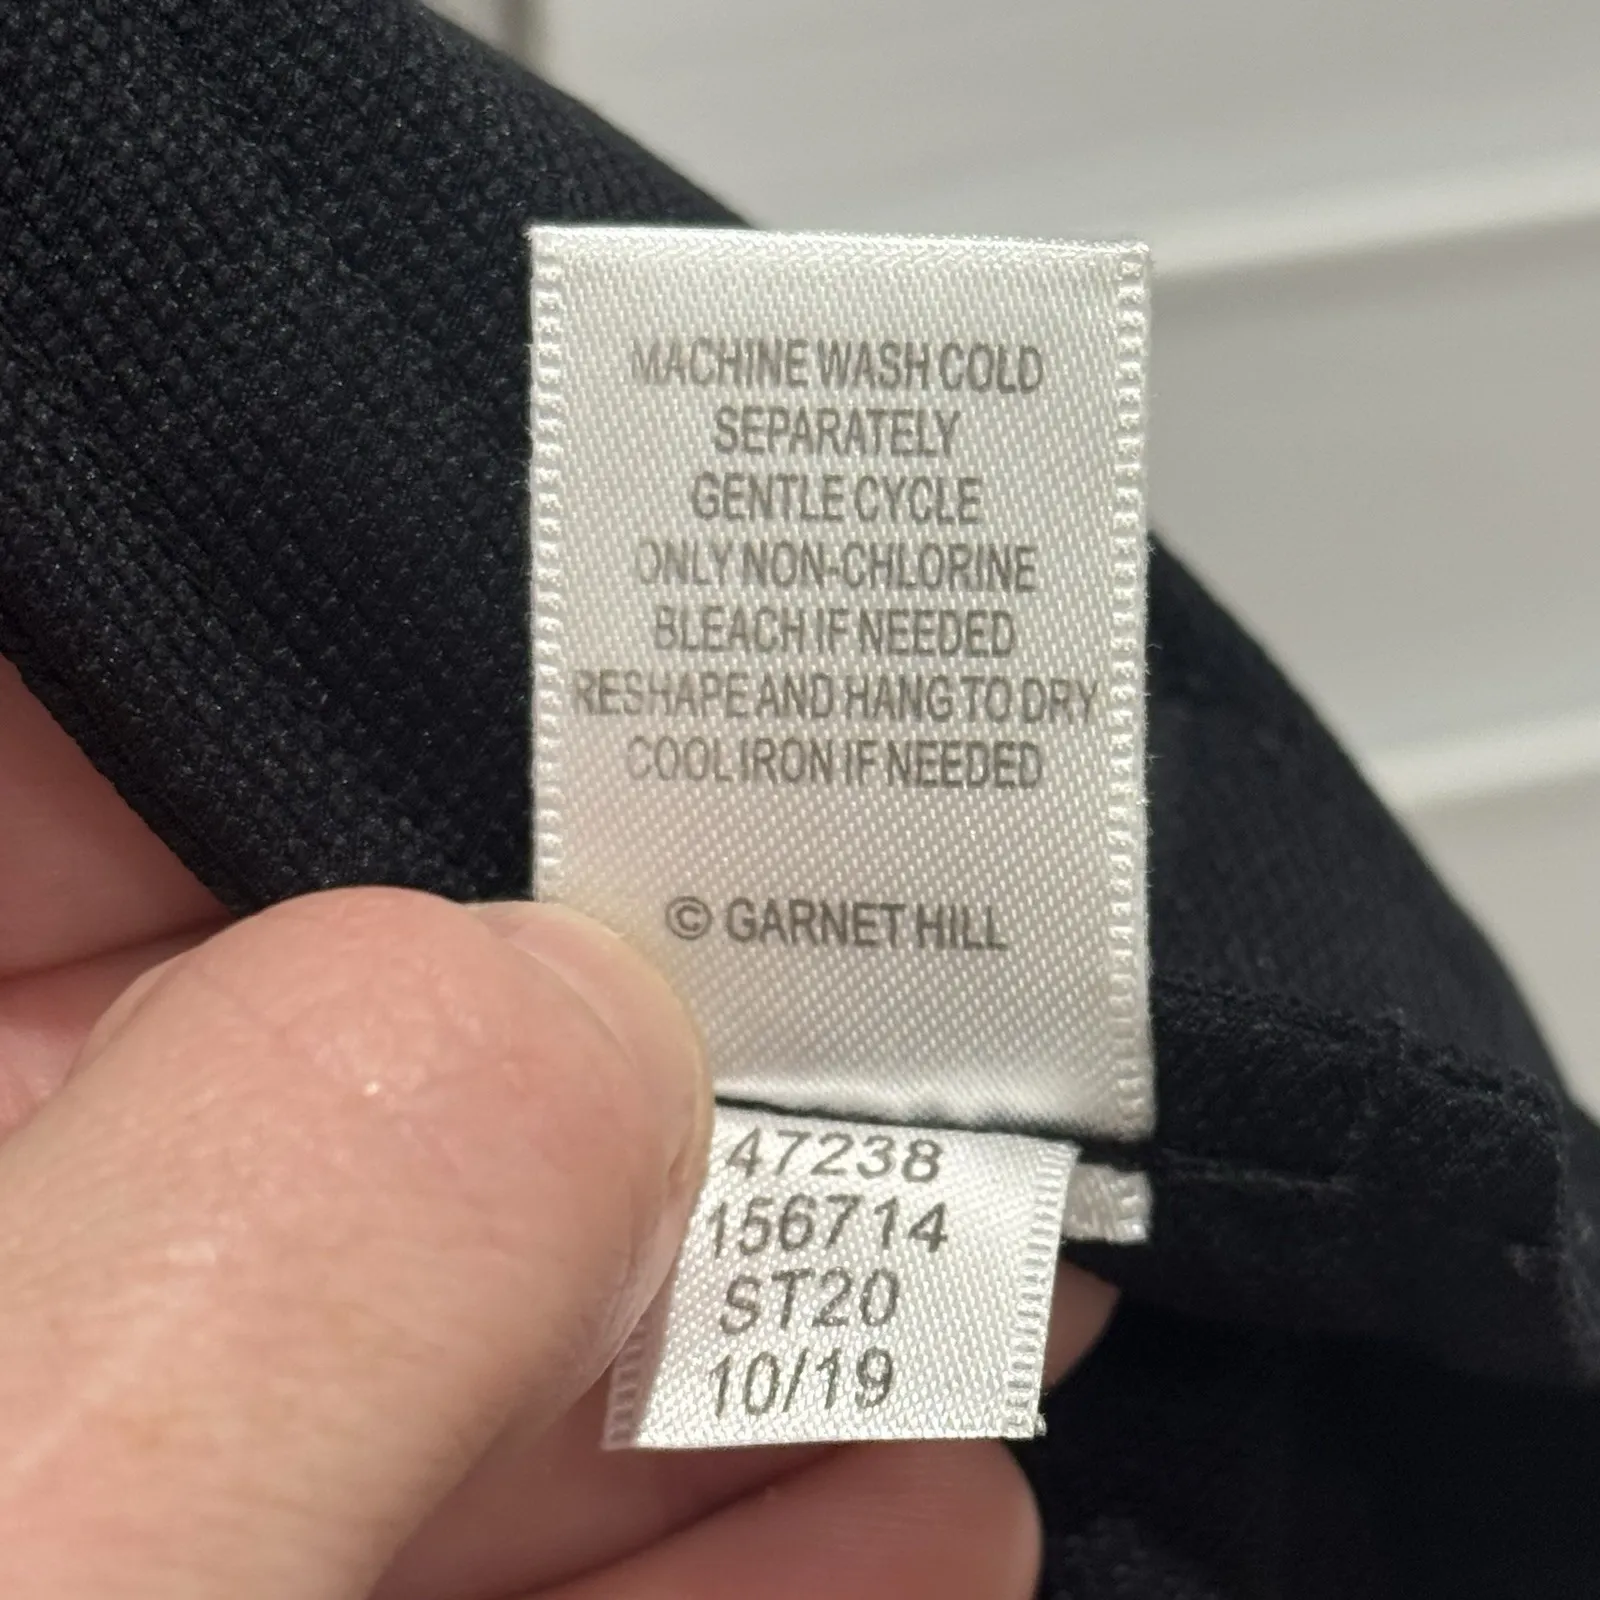 MACHINE WASH COLD
SEPARATELY
GENTLE CYCLE
ONLY NON-CHLORINE
BLEACH IF NEEDED
RESHAPE AND HANG TO DRY
COOL IRON IF NEEDED
© GARNET HILL
47238
156714
ST20
10/19